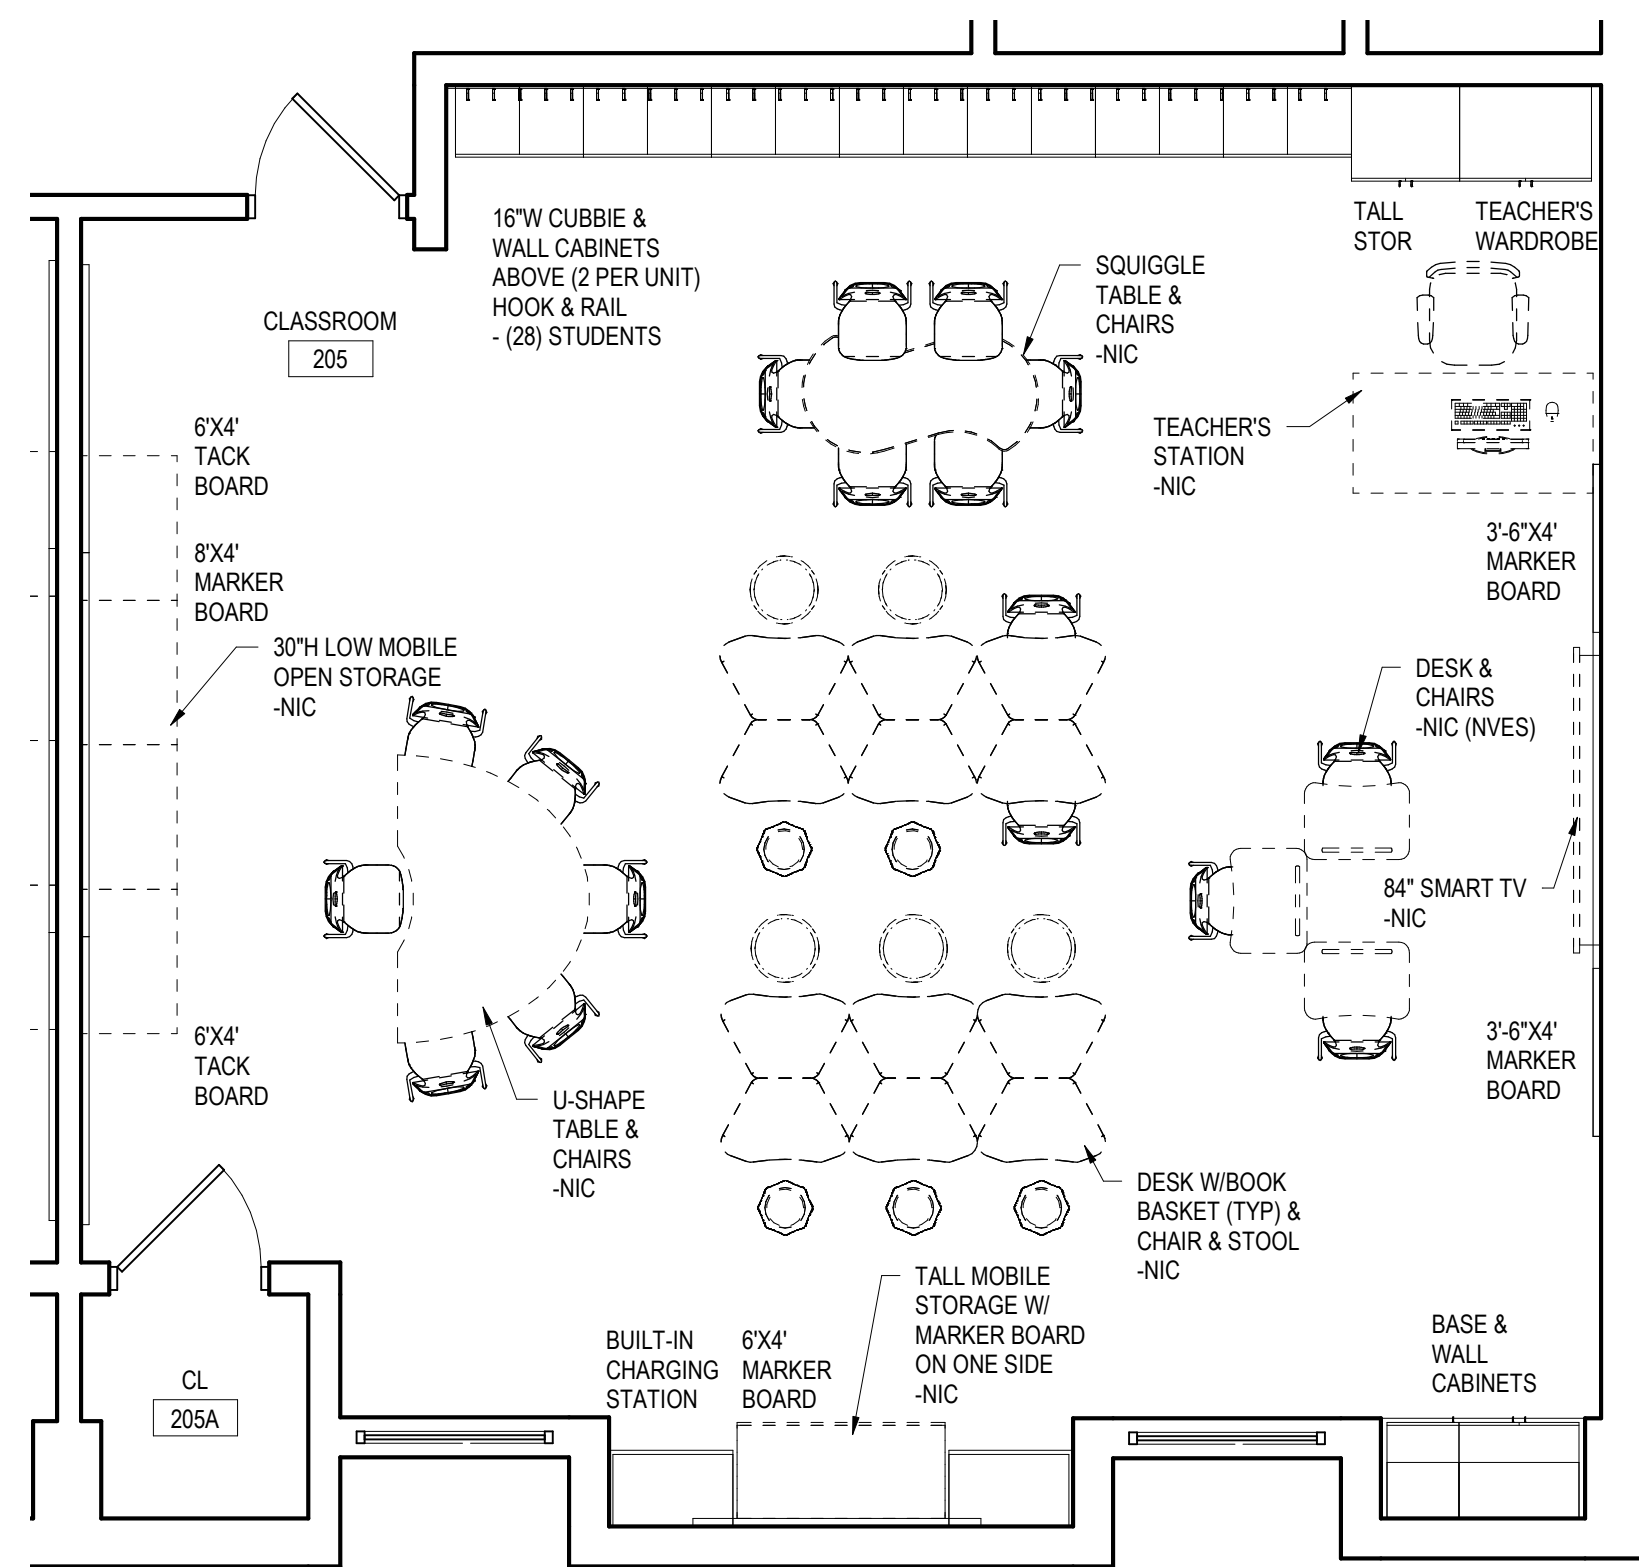 16"W CUBBIE &
WALL CABINETS
ABOVE (2 PER UNIT)
HOOK & RAIL
- (28) STUDENTS
TALL
STOR
TEACHER'S
WARDROBE
SQUIGGLE
TABLE &
CHAIRS
-NIC
CLASSROOM
205
TEACHER'S
STATION
-NIC
6'X4'
TACK
BOARD
8'X4'
MARKER
BOARD
3'-6"X4'
MARKER
BOARD
30"H LOW MOBILE
OPEN STORAGE
-NIC
DESK &
CHAIRS
-NIC (NVES)
84" SMART TV
-NIC
6'X4'
TACK
BOARD
3'-6"X4'
MARKER
BOARD
U-SHAPE
TABLE &
CHAIRS
-NIC
DESK W/BOOK
BASKET (TYP) &
CHAIR & STOOL
-NIC
TALL MOBILE
STORAGE W/
MARKER BOARD
ON ONE SIDE
-NIC
BUILT-IN
CHARGING
STATION
6'X4'
MARKER
BOARD
BASE &
WALL
CABINETS
CL
205A